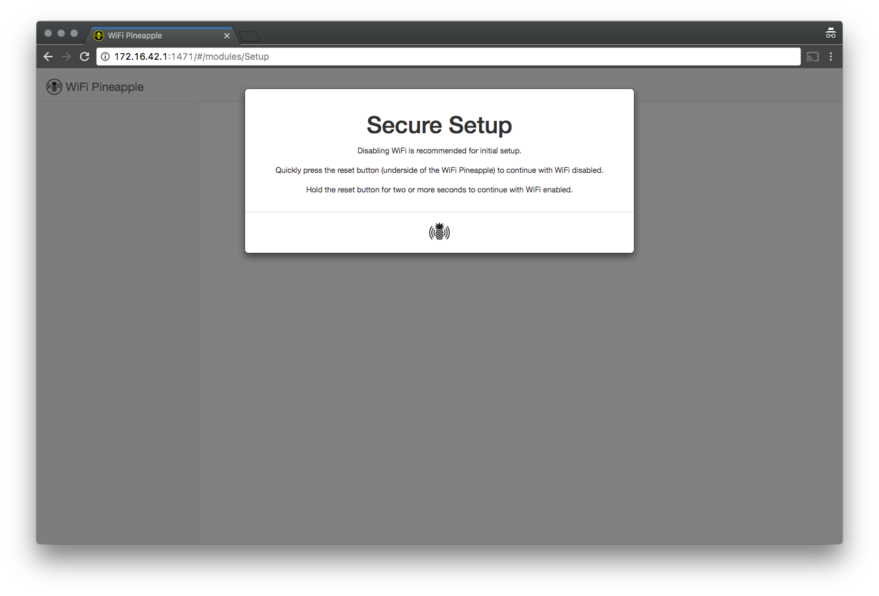 WiFi Pineapple
172.16.42.1:1471/#/modules/Setup
WiFi Pineapple
Secure Setup
Disabling WiFi is recommended for initial setup.
Quickly press the reset button (underside of the WiFi Pineapple) to continue with WiFi disabled.
Hold the reset button for two or more seconds to continue with WiFi enabled.